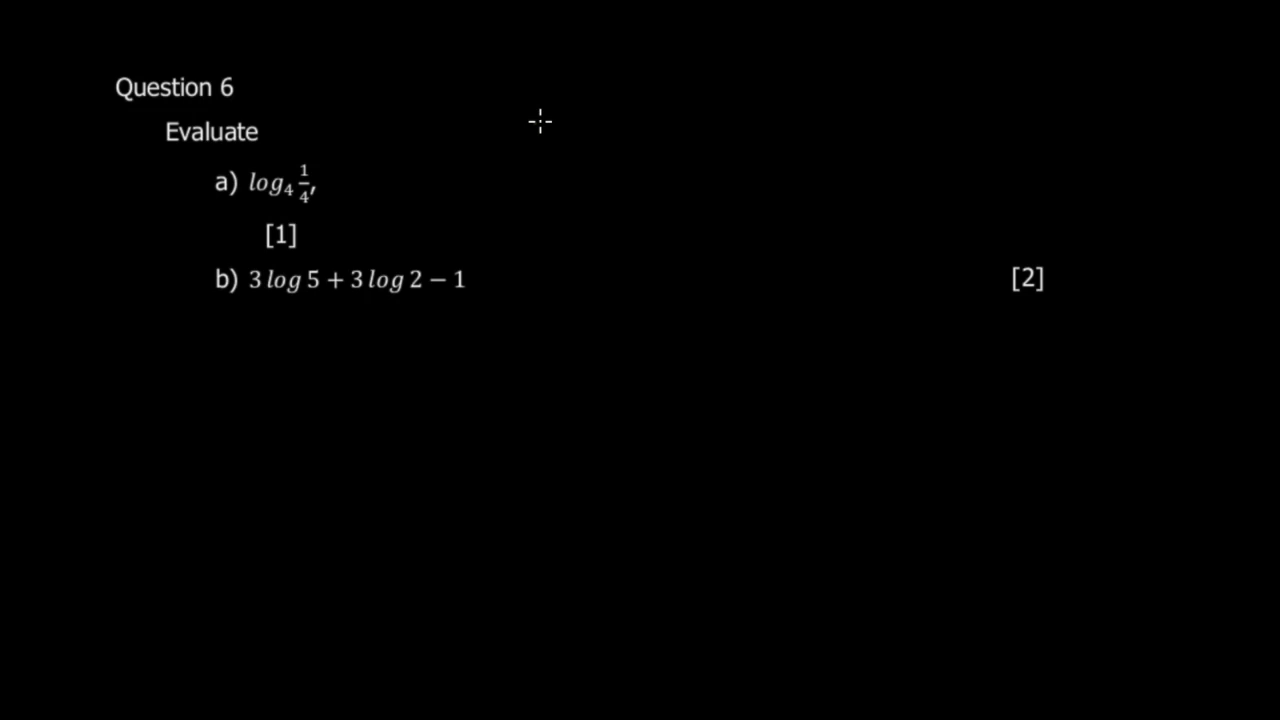 Question 6
Evaluate
a) log₄ 1/4,
[1]
b) 3 log 5 + 3 log 2 − 1 [2]